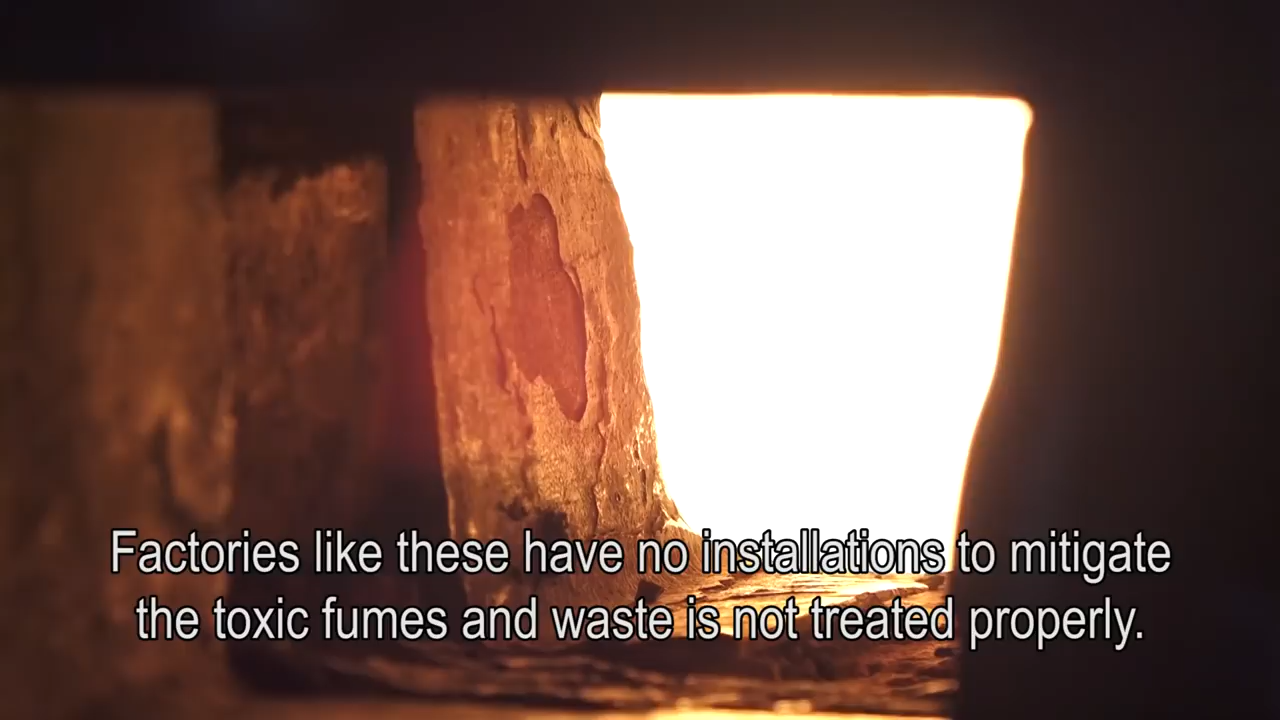 Factories like these have no installations to mitigate
the toxic fumes and waste is not treated properly.